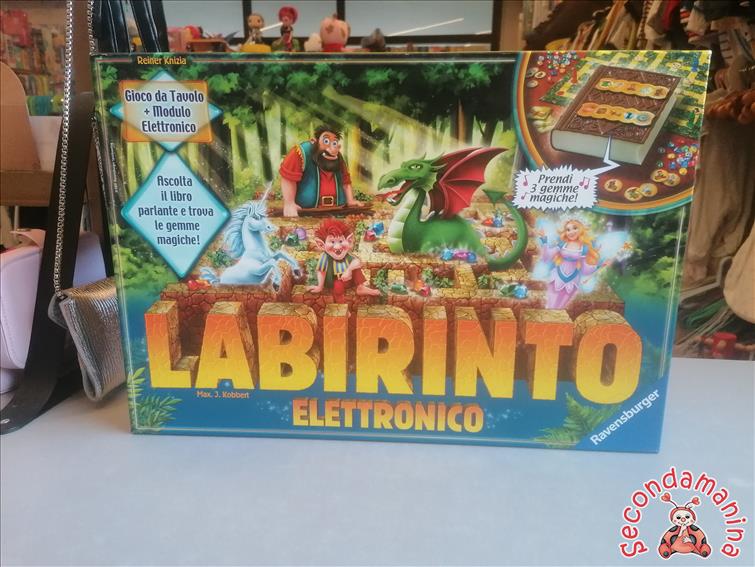 Reiner Knizia
Gioco da Tavolo
+ Modulo
Elettronico
Ascolta
il libro
parlante e trova
le gemme
magiche!
Prendi
3 gemme
magiche!
LABIRINTO
Max. J. Kobbert
ELETTRONICO
Ravensburger
Secondamanina